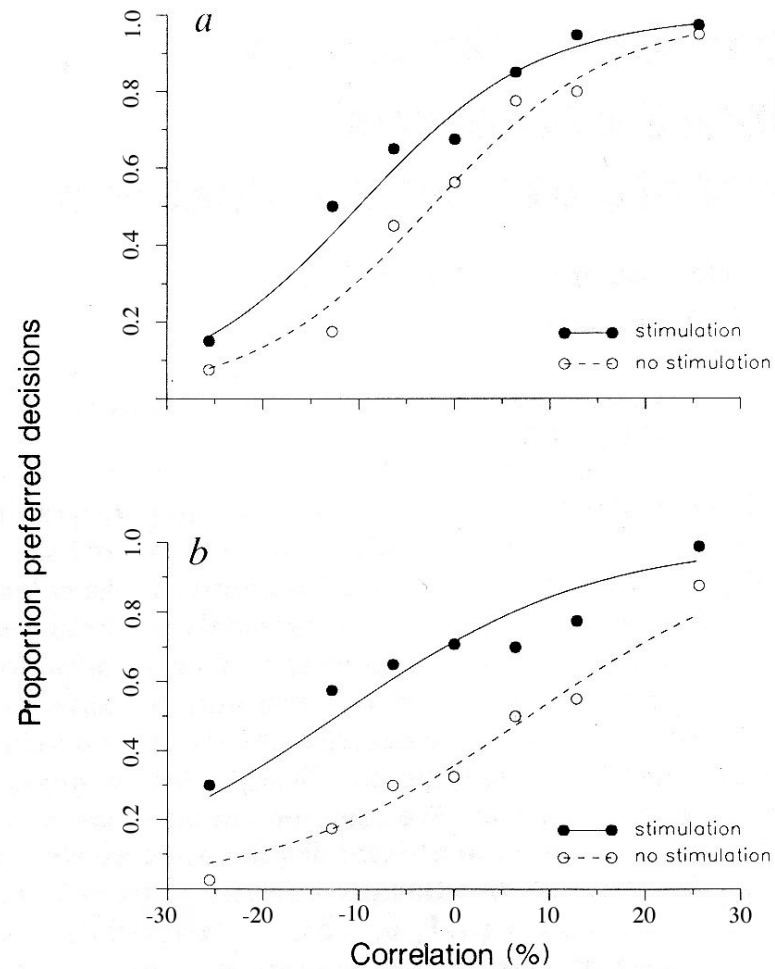 a
1.0
0.8
0.6
0.4
0.2
stimulation
no stimulation
Proportion preferred decisions
b
1.0
0.8
0.6
0.4
0.2
stimulation
no stimulation
-30 -20 -10 0 10 20 30
Correlation (%)